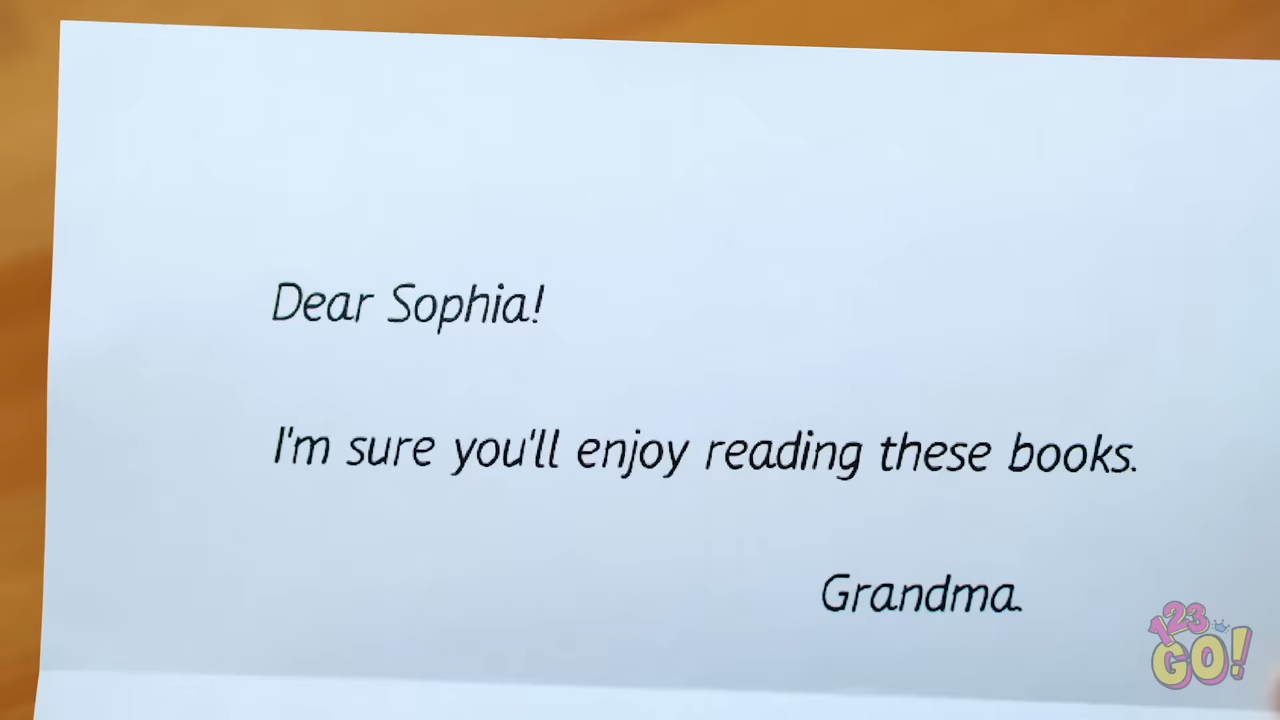 Dear Sophia!
I'm sure you'll enjoy reading these books.
Grandma.
123
GO!